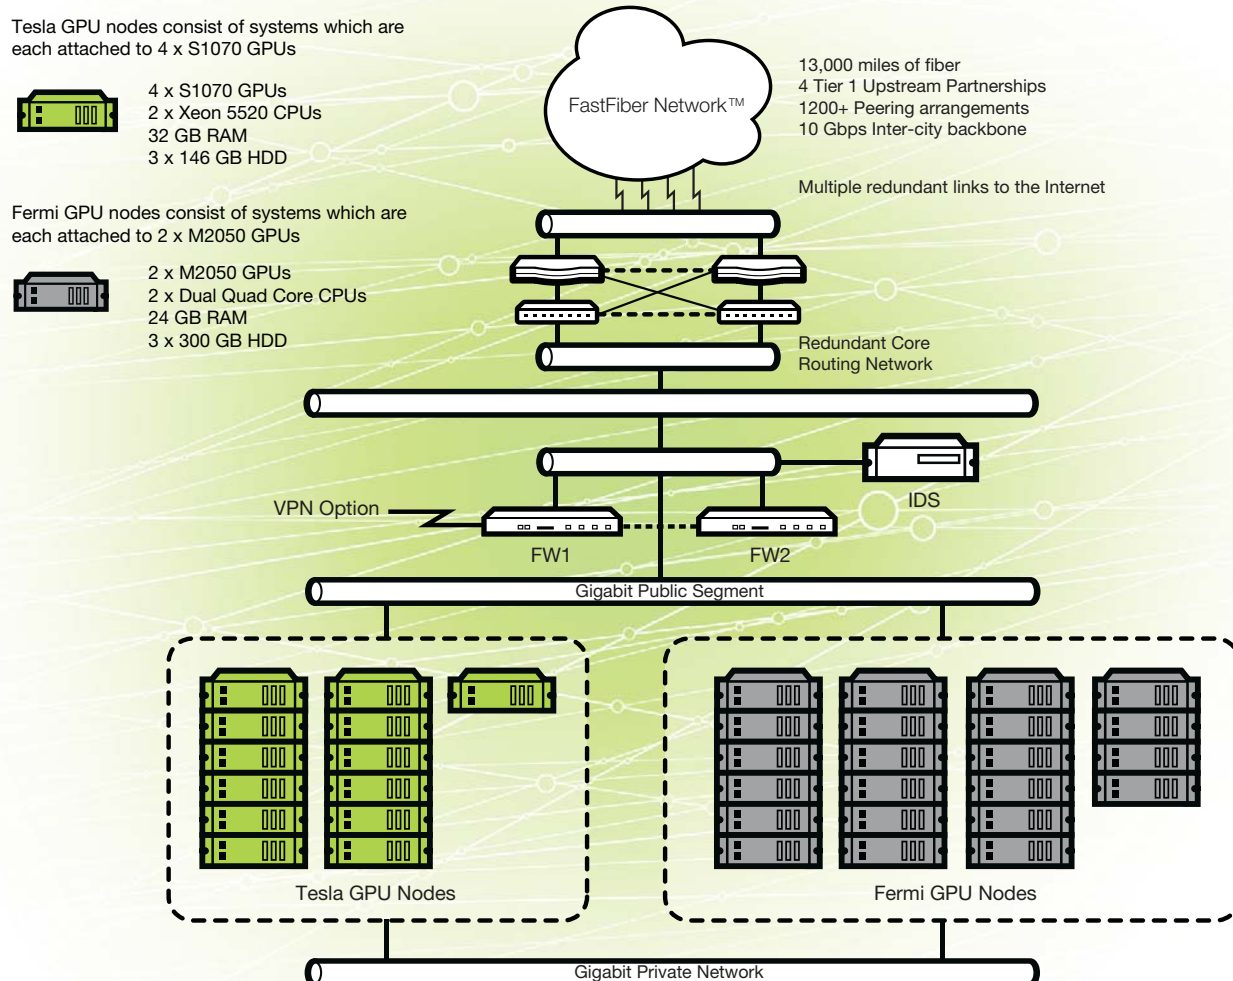 Tesla GPU nodes consist of systems which are
each attached to 4 x S1070 GPUs
4 x S1070 GPUs
2 x Xeon 5520 CPUs
32 GB RAM
3 x 146 GB HDD
Fermi GPU nodes consist of systems which are
each attached to 2 x M2050 GPUs
2 x M2050 GPUs
2 x Dual Quad Core CPUs
24 GB RAM
3 x 300 GB HDD
FastFiber Network™
13,000 miles of fiber
4 Tier 1 Upstream Partnerships
1200+ Peering arrangements
10 Gbps Inter-city backbone
Multiple redundant links to the Internet
Redundant Core
Routing Network
IDS
VPN Option
FW1
FW2
Gigabit Public Segment
Tesla GPU Nodes
Fermi GPU Nodes
Gigabit Private Network